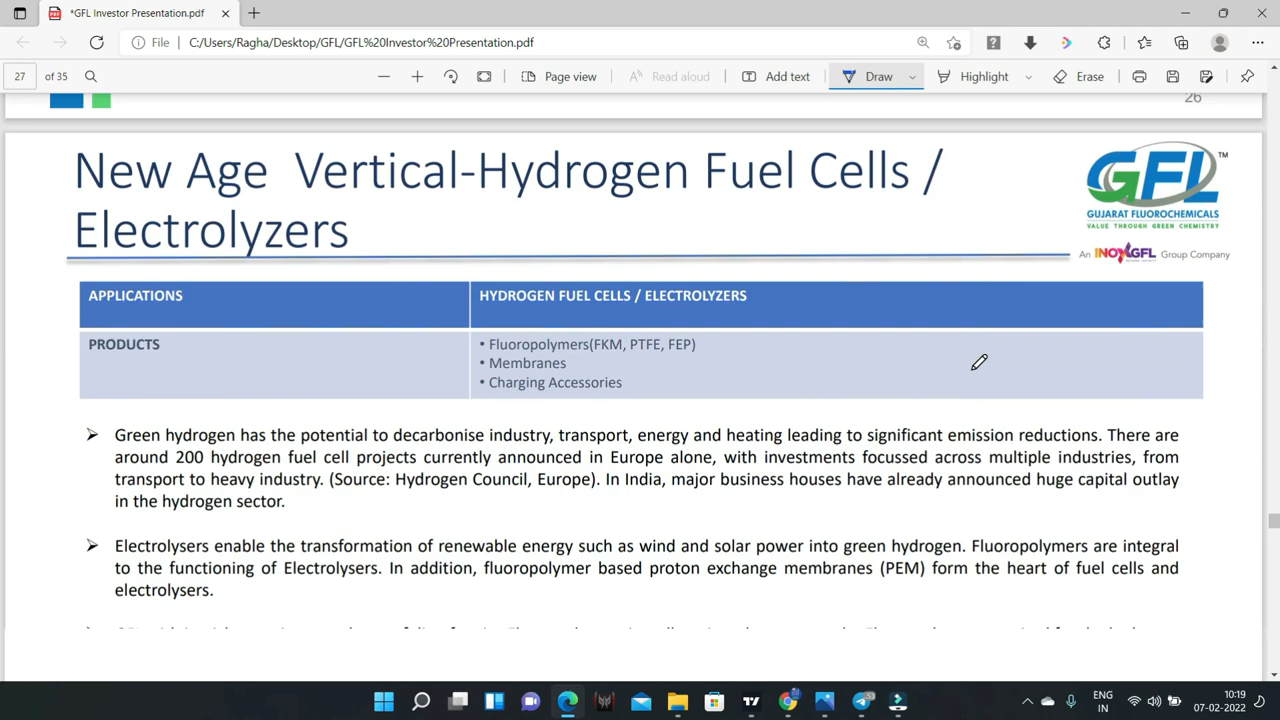 *GFL Investor Presentation.pdf
File C:/Users/Ragha/Desktop/GFL/GFL%20Investor%20Presentation.pdf
27 of 35 Page view Read aloud Add text Draw Highlight Erase
26
New Age Vertical-Hydrogen Fuel Cells /
Electrolyzers
GFL TM
GUJARAT FLUOROCHEMICALS
VALUE THROUGH GREEN CHEMISTRY
An INOXGFL Group Company
APPLICATIONS HYDROGEN FUEL CELLS / ELECTROLYZERS
PRODUCTS • Fluoropolymers(FKM, PTFE, FEP)
• Membranes
• Charging Accessories
➢ Green hydrogen has the potential to decarbonise industry, transport, energy and heating leading to significant emission reductions. There are
around 200 hydrogen fuel cell projects currently announced in Europe alone, with investments focussed across multiple industries, from
transport to heavy industry. (Source: Hydrogen Council, Europe). In India, major business houses have already announced huge capital outlay
in the hydrogen sector.
➢ Electrolysers enable the transformation of renewable energy such as wind and solar power into green hydrogen. Fluoropolymers are integral
to the functioning of Electrolysers. In addition, fluoropolymer based proton exchange membranes (PEM) form the heart of fuel cells and
electrolysers.
ENG
IN
10:19
07-02-2022